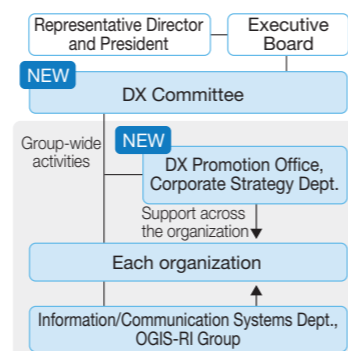 Representative Director
and President
Executive
Board
NEW
DX Committee
Group-wide
activities
NEW
DX Promotion Office,
Corporate Strategy Dept.
Support across
the organization
Each organization
Information/Communication Systems Dept.,
OGIS-RI Group